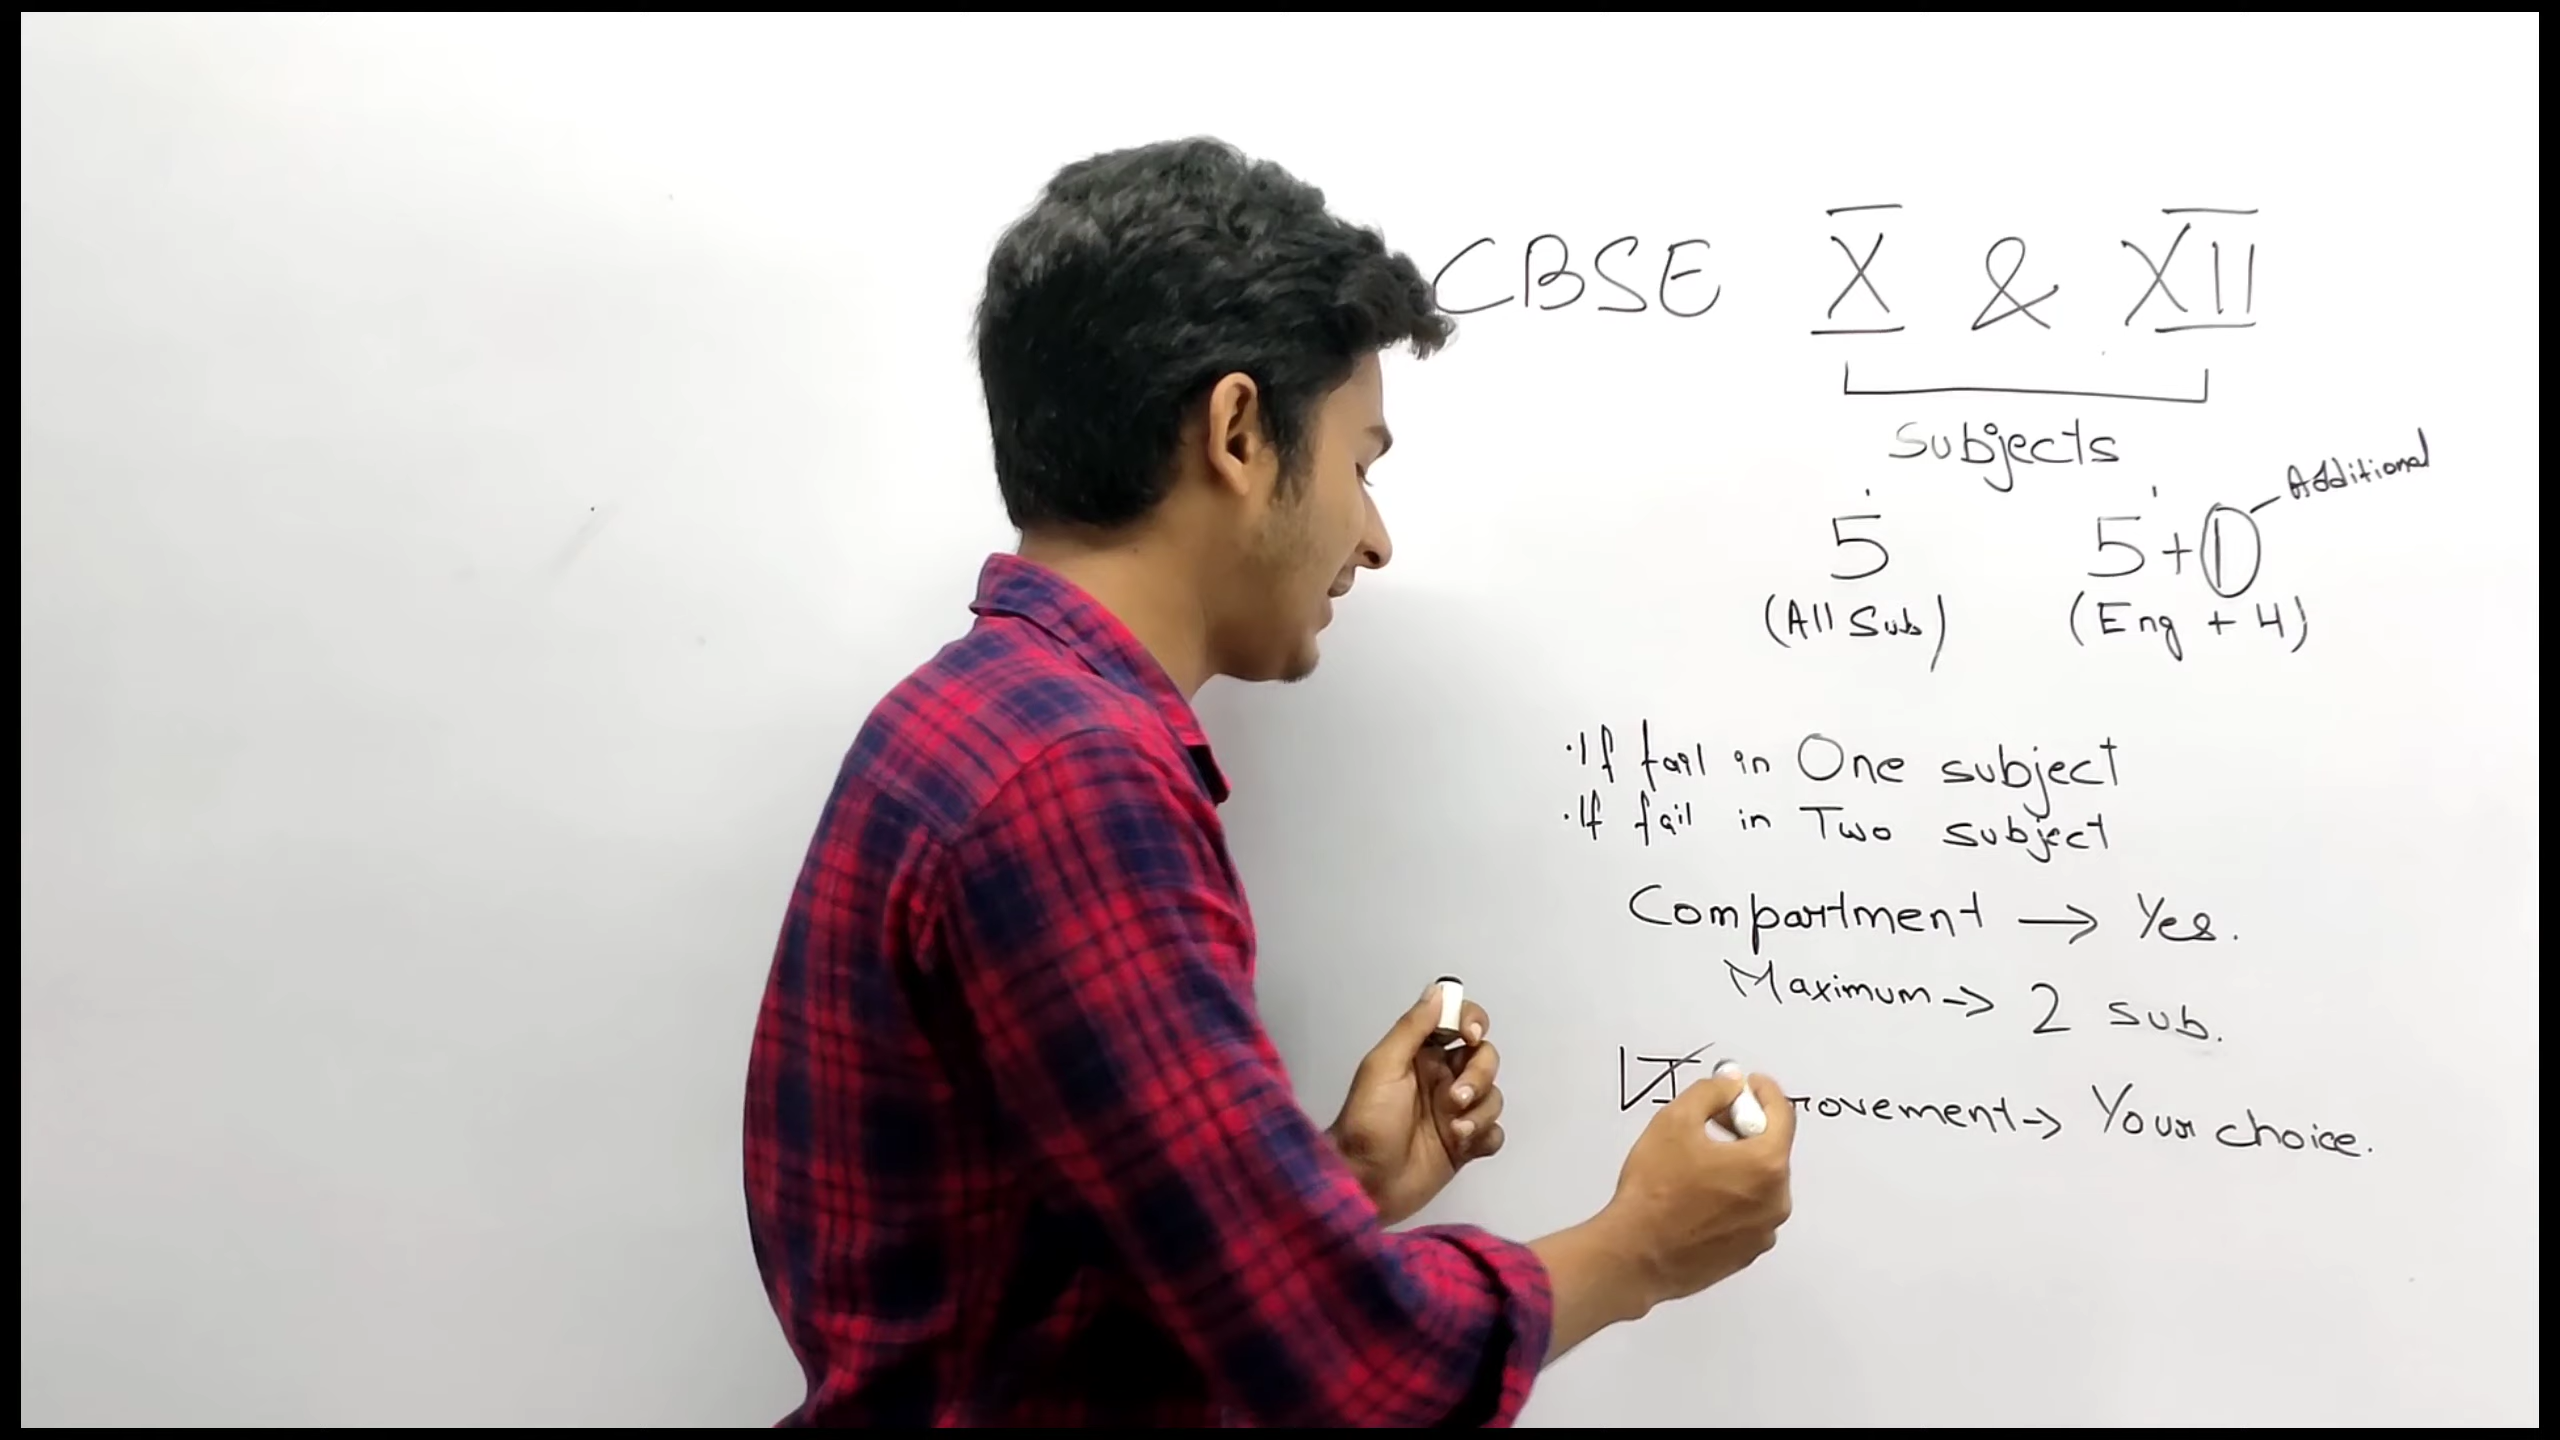 CBSE X & XII
Subjects
Additional
5 5+1
(All Sub) (Eng + 4)
·If fail in One subject
·If fail in Two subject
Compartment → Yes.
Maximum → 2 sub.
rovement → Your choice.